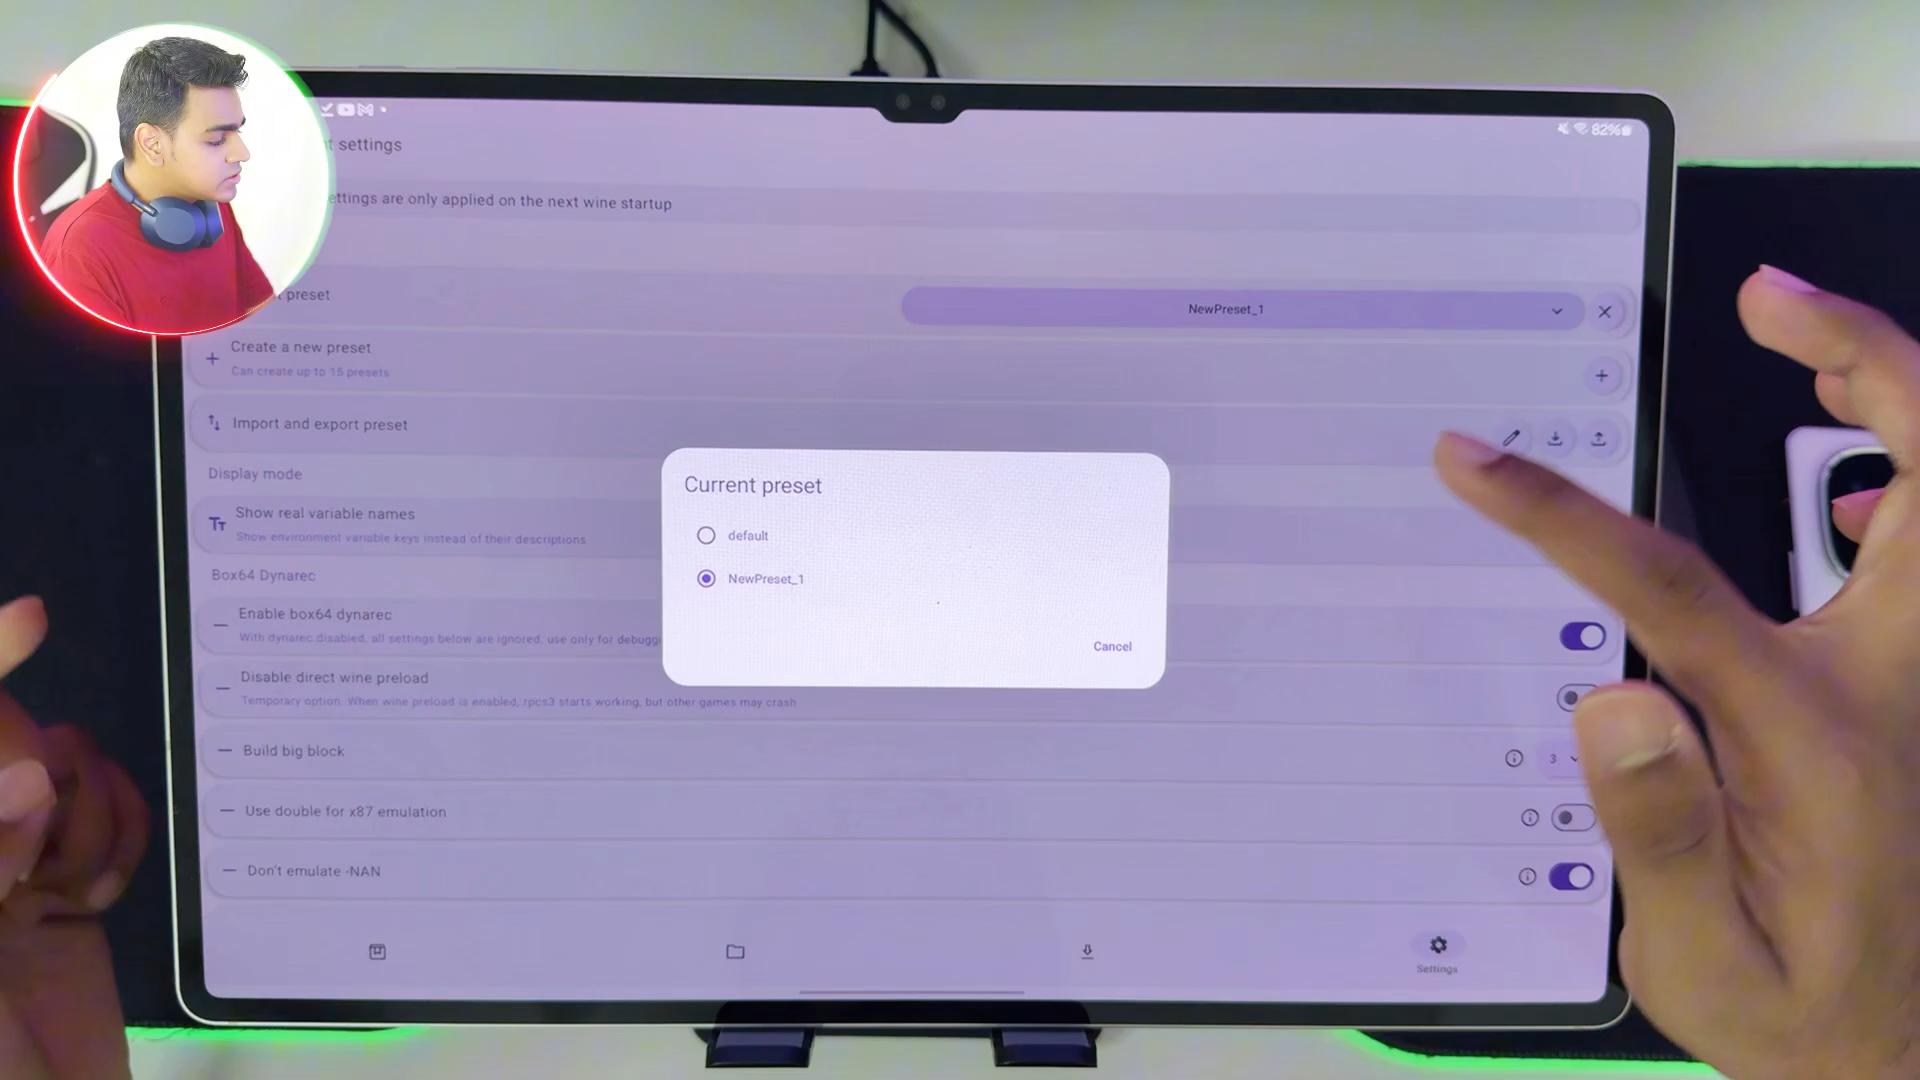 82%
t settings
ettings are only applied on the next wine startup
preset
NewPreset_1
Create a new preset
Can create up to 15 presets
Import and export preset
Display mode
Show real variable names
Show environment variable keys instead of their descriptions
Box64 Dynarec
Enable box64 dynarec
With dynarec disabled, all settings below are ignored, use only for debuggi
Disable direct wine preload
Temporary option. When wine preload is enabled, rpcs3 starts working, but other games may crash
Build big block
3
Use double for x87 emulation
Don't emulate -NAN
Settings
Current preset
default
NewPreset_1
Cancel